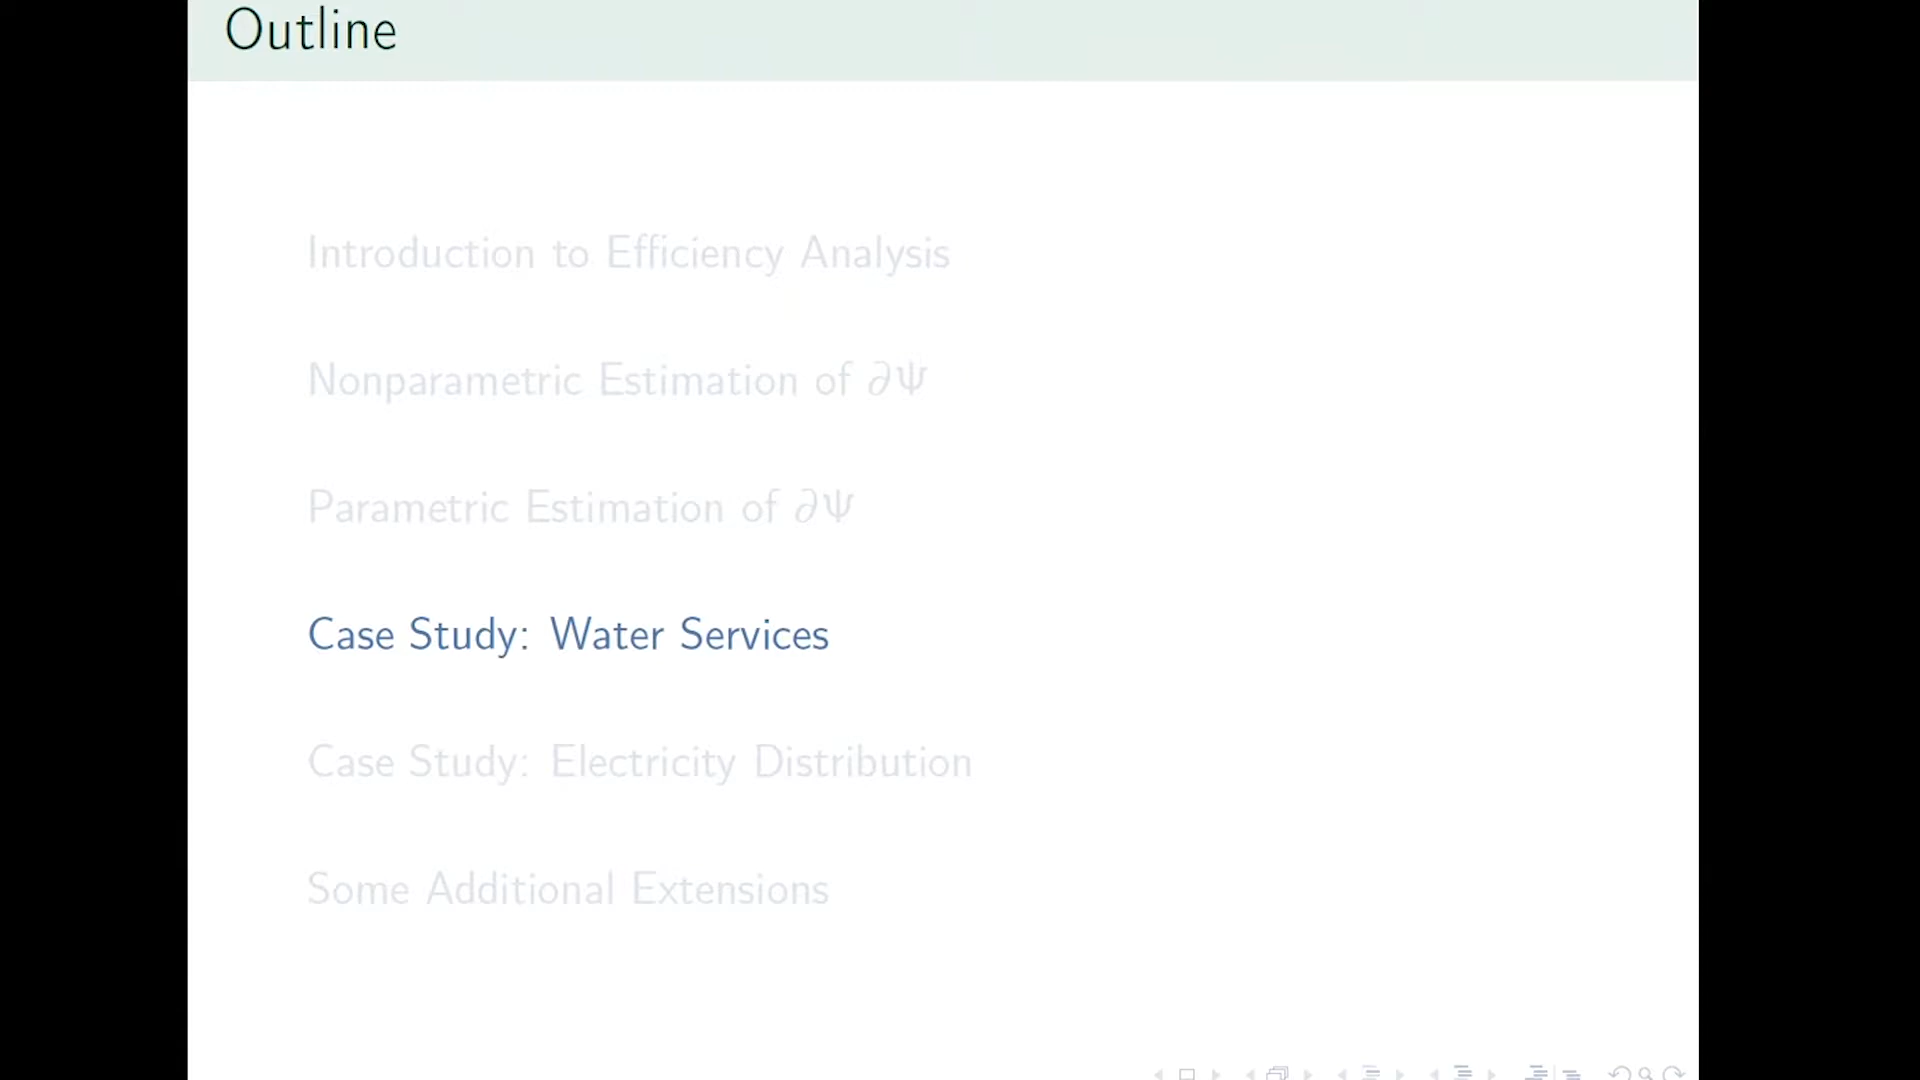 Outline
Introduction to Efficiency Analysis
Nonparametric Estimation of ∂Ψ
Parametric Estimation of ∂Ψ
Case Study: Water Services
Case Study: Electricity Distribution
Some Additional Extensions